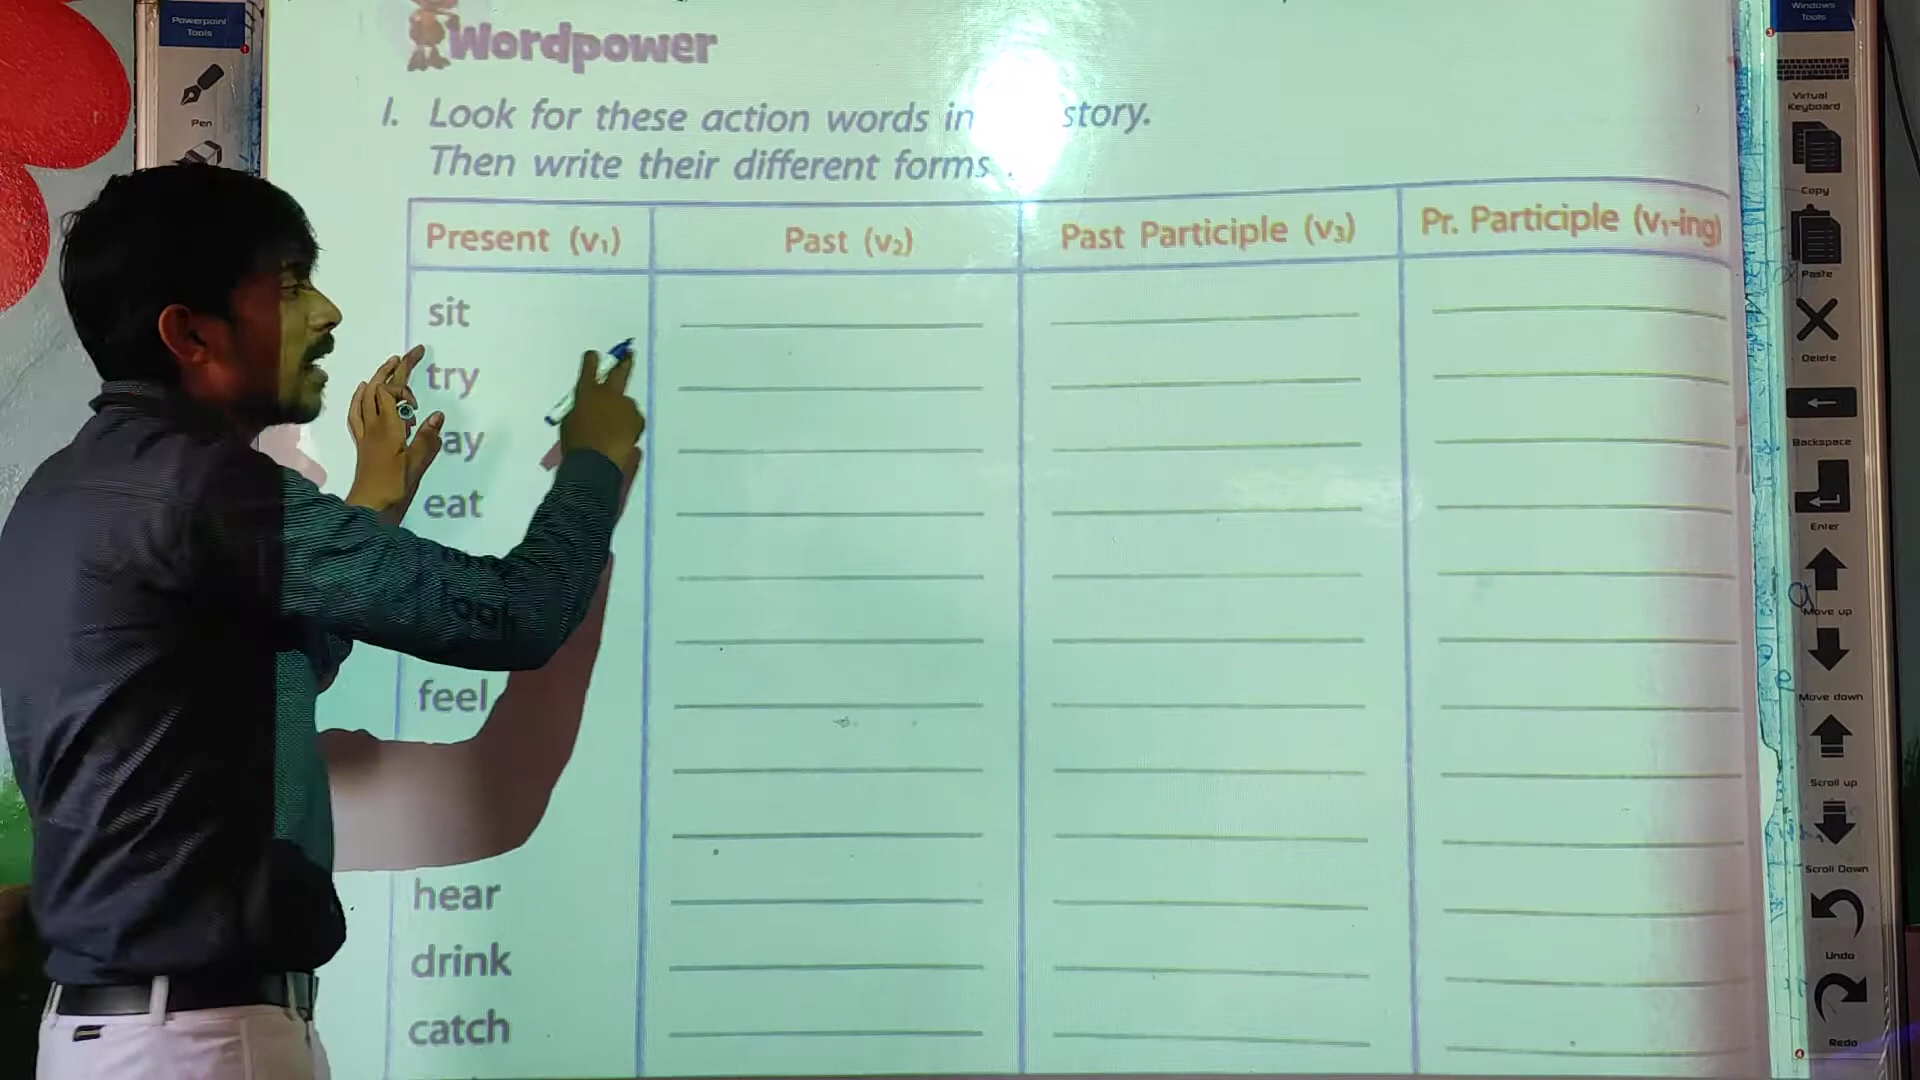 Powerpoint Tools
Pen
Wordpower
I. Look for these action words in story.
Then write their different forms
Present (v₁) Past (v₂) Past Participle (v₃) Pr. Participle (v₁-ing)
sit
try
ay
eat
feel
hear
drink
catch
Windows Tools
Virtual Keyboard
Copy
Paste
Delete
Backspace
Enter
Move up
Move down
Scroll up
Scroll Down
Undo
Redo